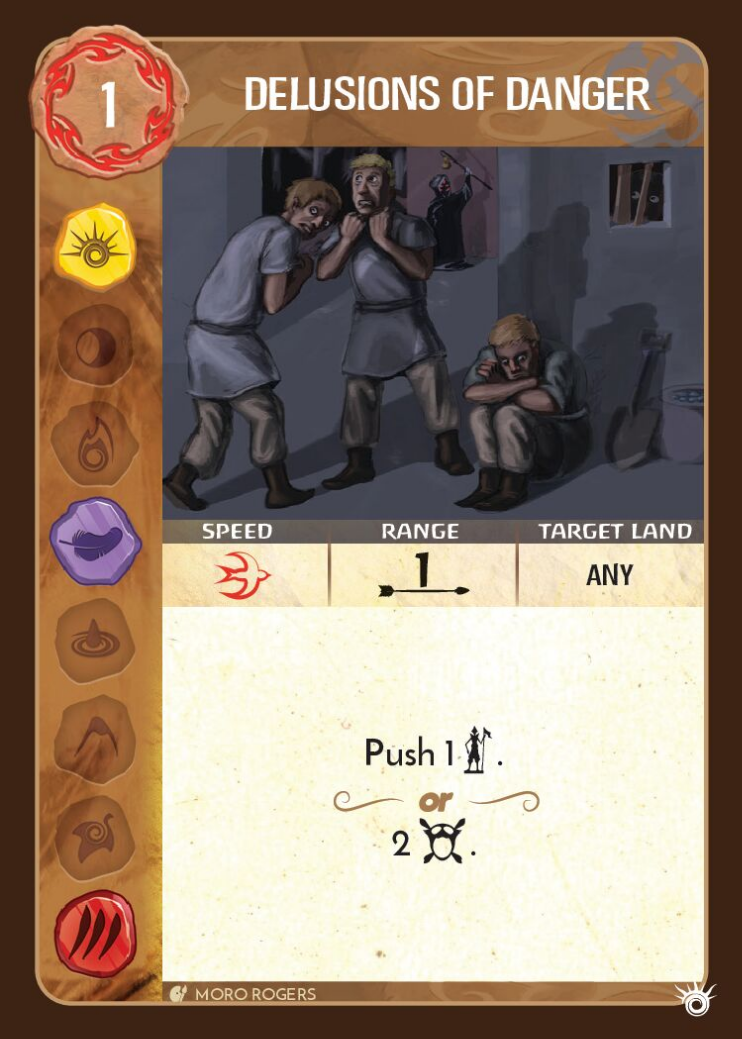 1
DELUSIONS OF DANGER
SPEED RANGE TARGET LAND
1 ANY
Push 1 .
or
2 .
MORO ROGERS